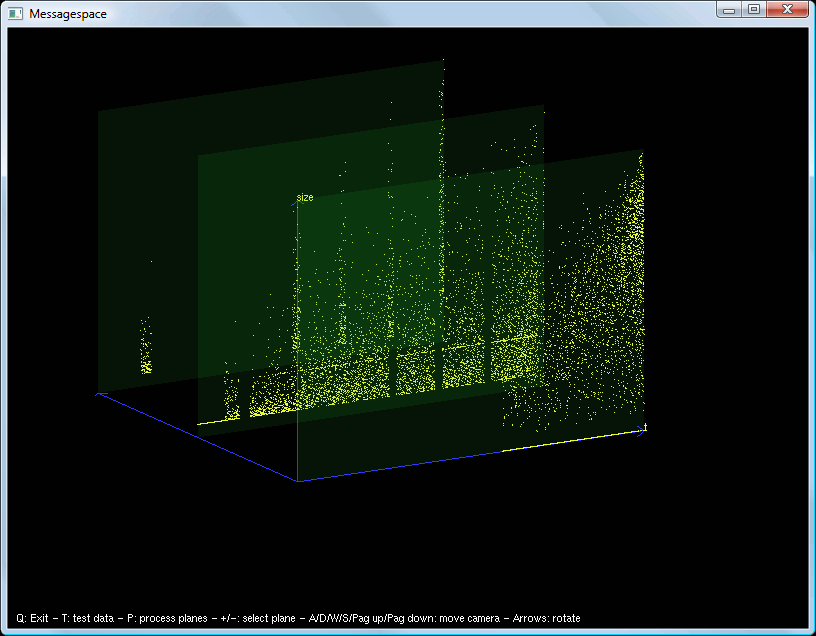 Messagespace
size
t
Q: Exit - T: test data - P: process planes - +/-: select plane - A/D/W/S/Pag up/Pag down: move camera - Arrows: rotate